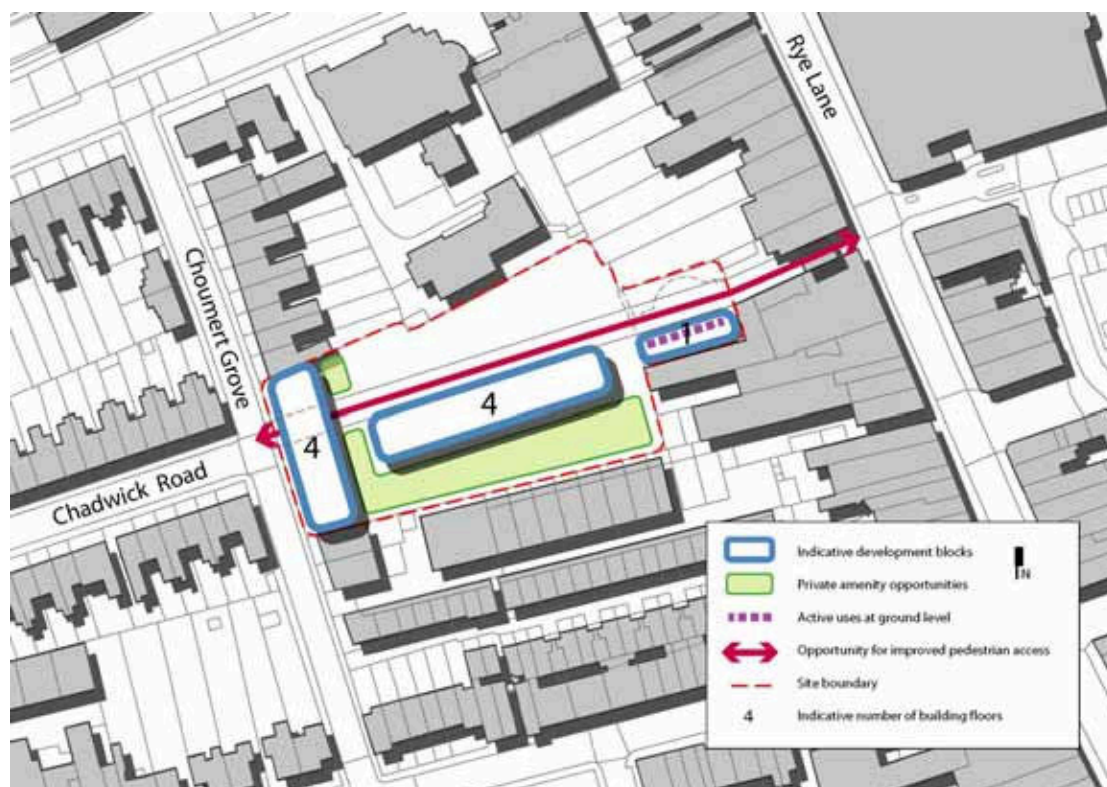 Rye Lane
Choumert Grove
1
4
4
Chadwick Road
Indicative development blocks
N
Private amenity opportunities
Active uses at ground level
Opportunity for improved pedestrian access
Site boundary
4 Indicative number of building floors